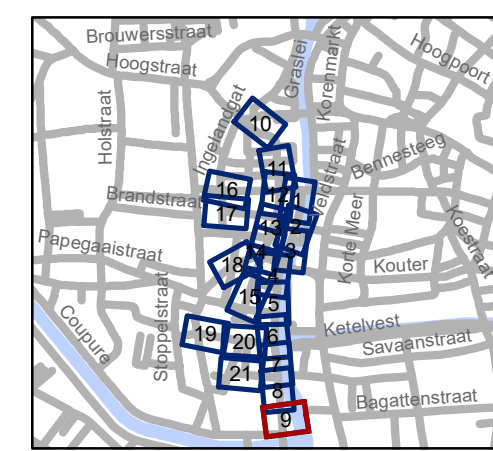 Brouwersstraat
Hoogstraat
Graslei
Korenmarkt
Hoogpoort
Holstraat
Ingelandgat
10
Bennesteeg
11
16
12
1
Veldstraat
Brandstraat
17
13
2
Korte Meer
Koestraat
Papegaaistraat
14
3
18
4
Kouter
15
5
Coupure
Stoppelstraat
19
20
6
Ketelvest
Savaanstraat
21
7
8
Bagattenstraat
9